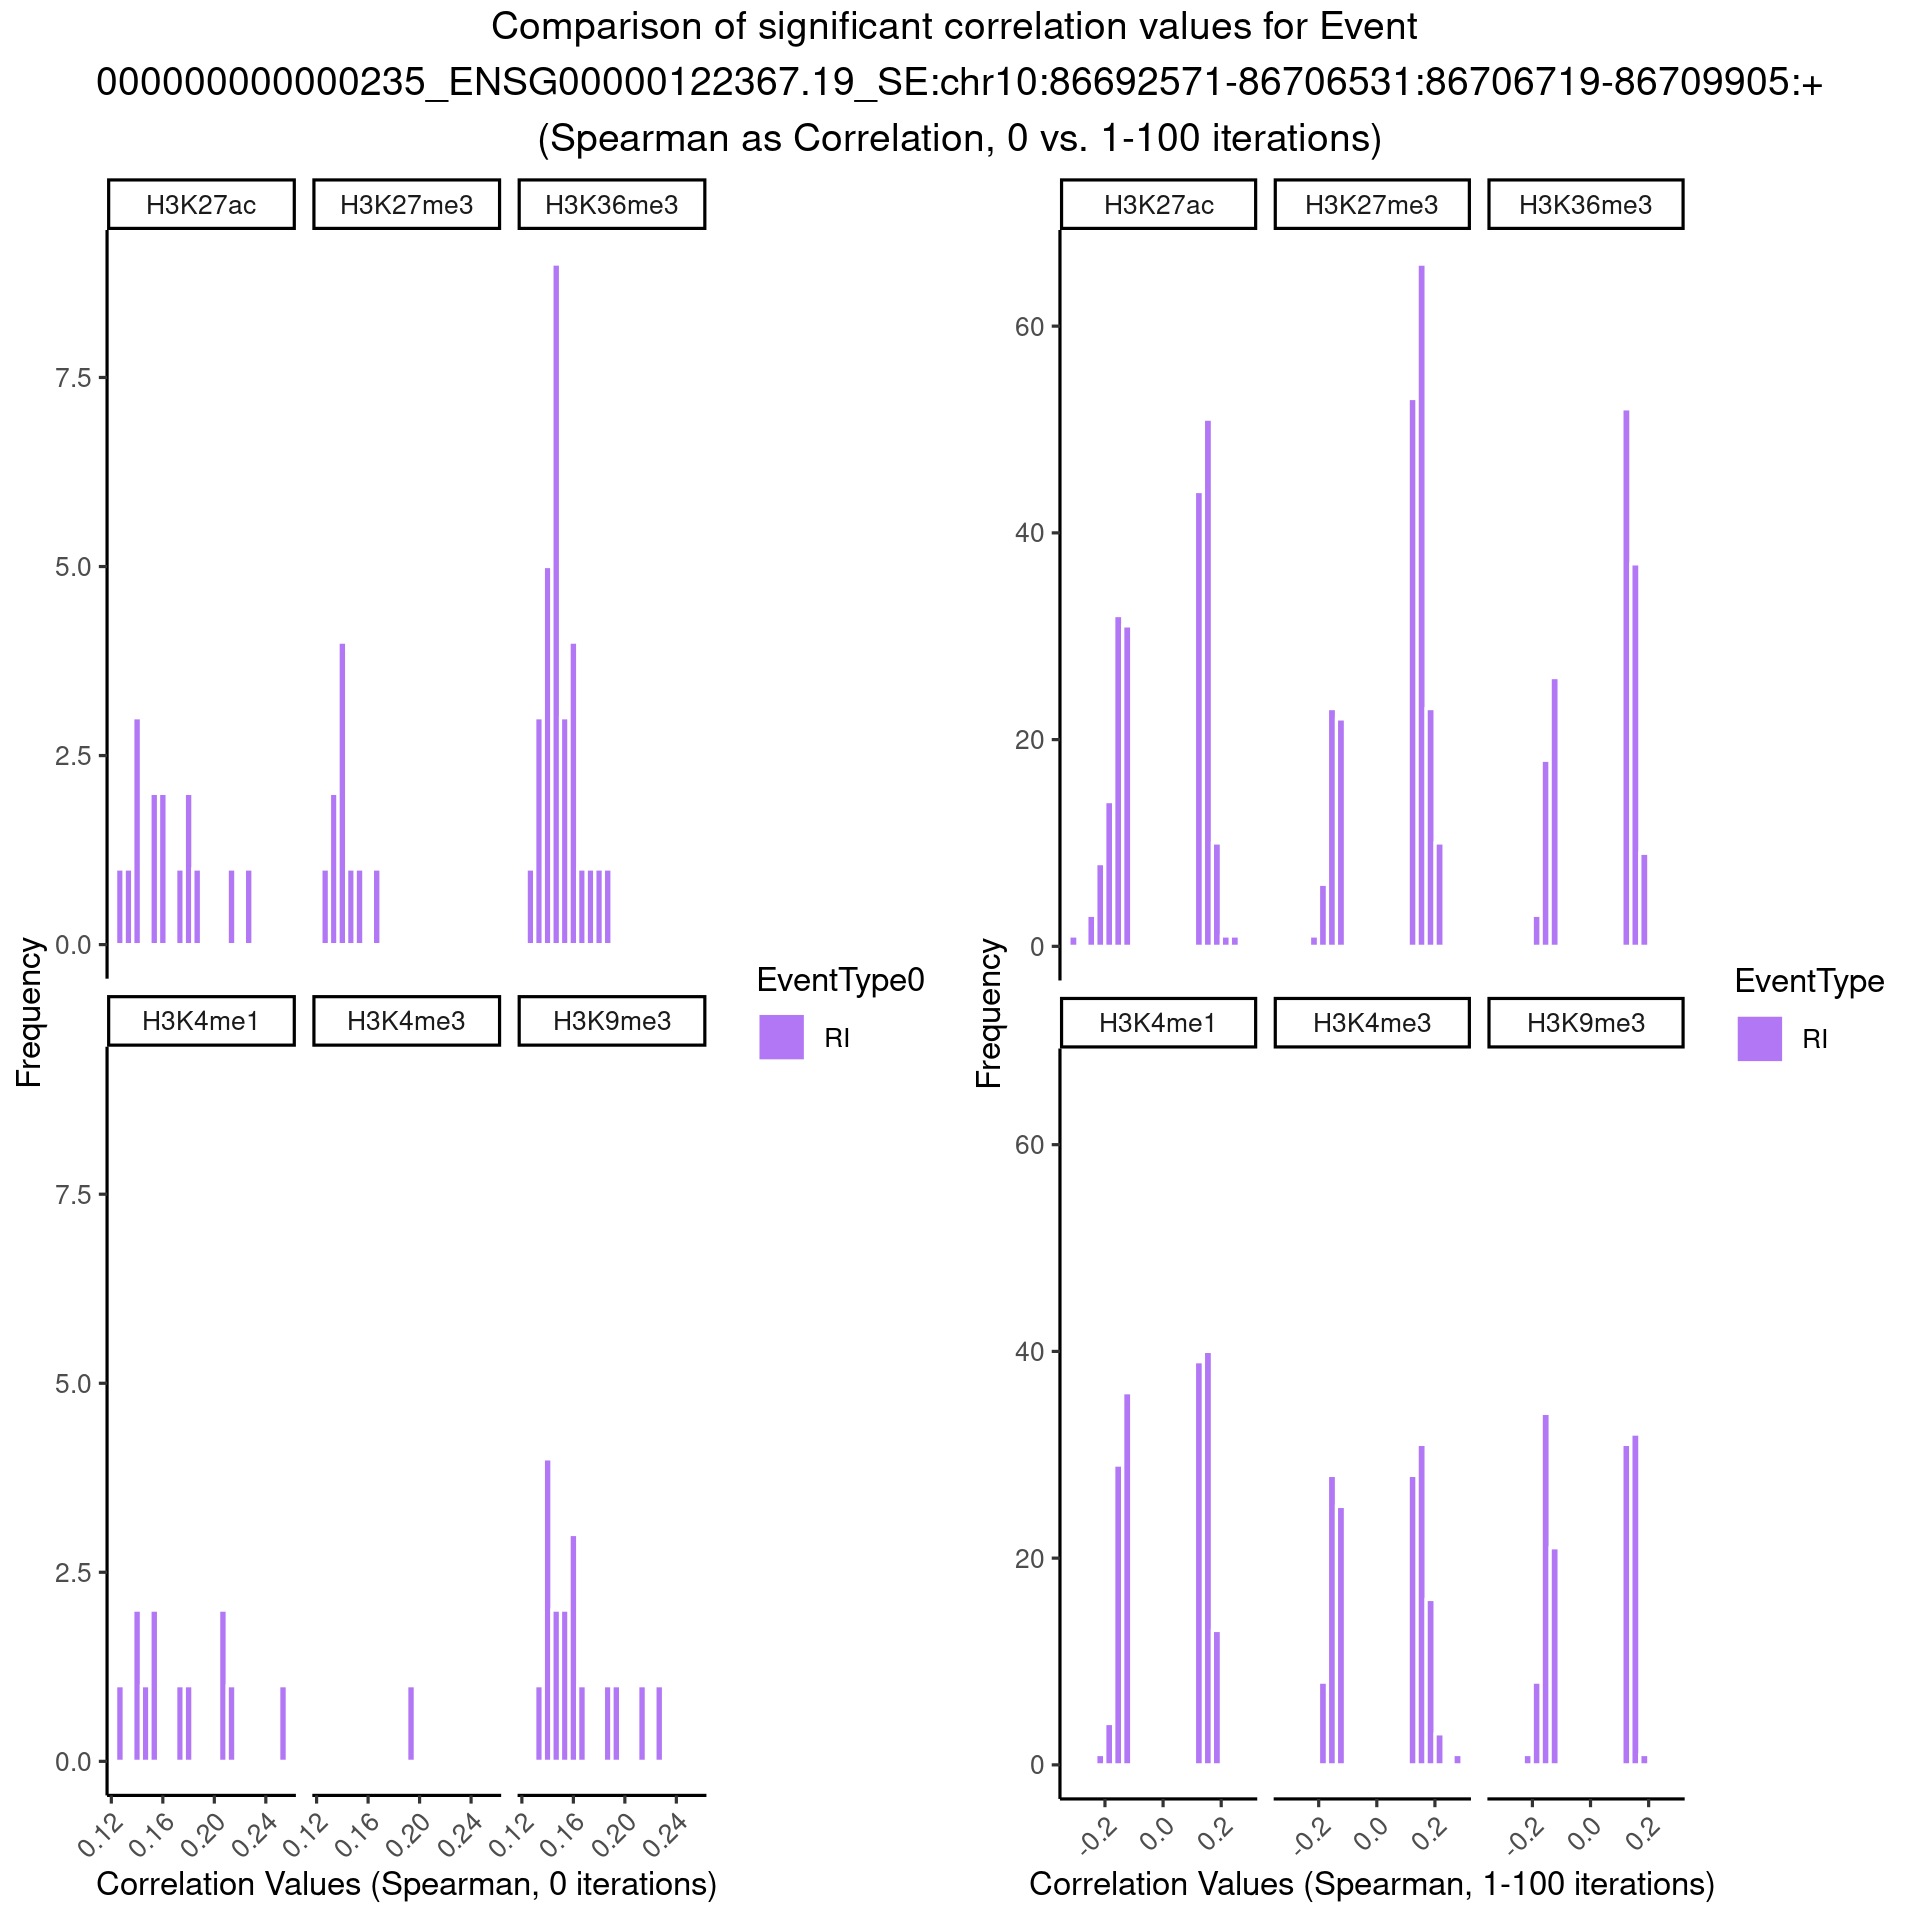 Comparison of significant correlation values for Event
000000000000235_ENSG00000122367.19_SE:chr10:86692571-86706531:86706719-86709905:+
(Spearman as Correlation, 0 vs. 1-100 iterations)
H3K27ac H3K27me3 H3K36me3
7.5
5.0
2.5
0.0
H3K4me1 H3K4me3 H3K9me3
7.5
5.0
2.5
0.0
0.12 0.16 0.20 0.24 0.12 0.16 0.20 0.24 0.12 0.16 0.20 0.24
Frequency
Correlation Values (Spearman, 0 iterations)
EventType0
RI
H3K27ac H3K27me3 H3K36me3
60
40
20
0
H3K4me1 H3K4me3 H3K9me3
60
40
20
0
-0.2 0.0 0.2 -0.2 0.0 0.2 -0.2 0.0 0.2
Frequency
Correlation Values (Spearman, 1-100 iterations)
EventType
RI